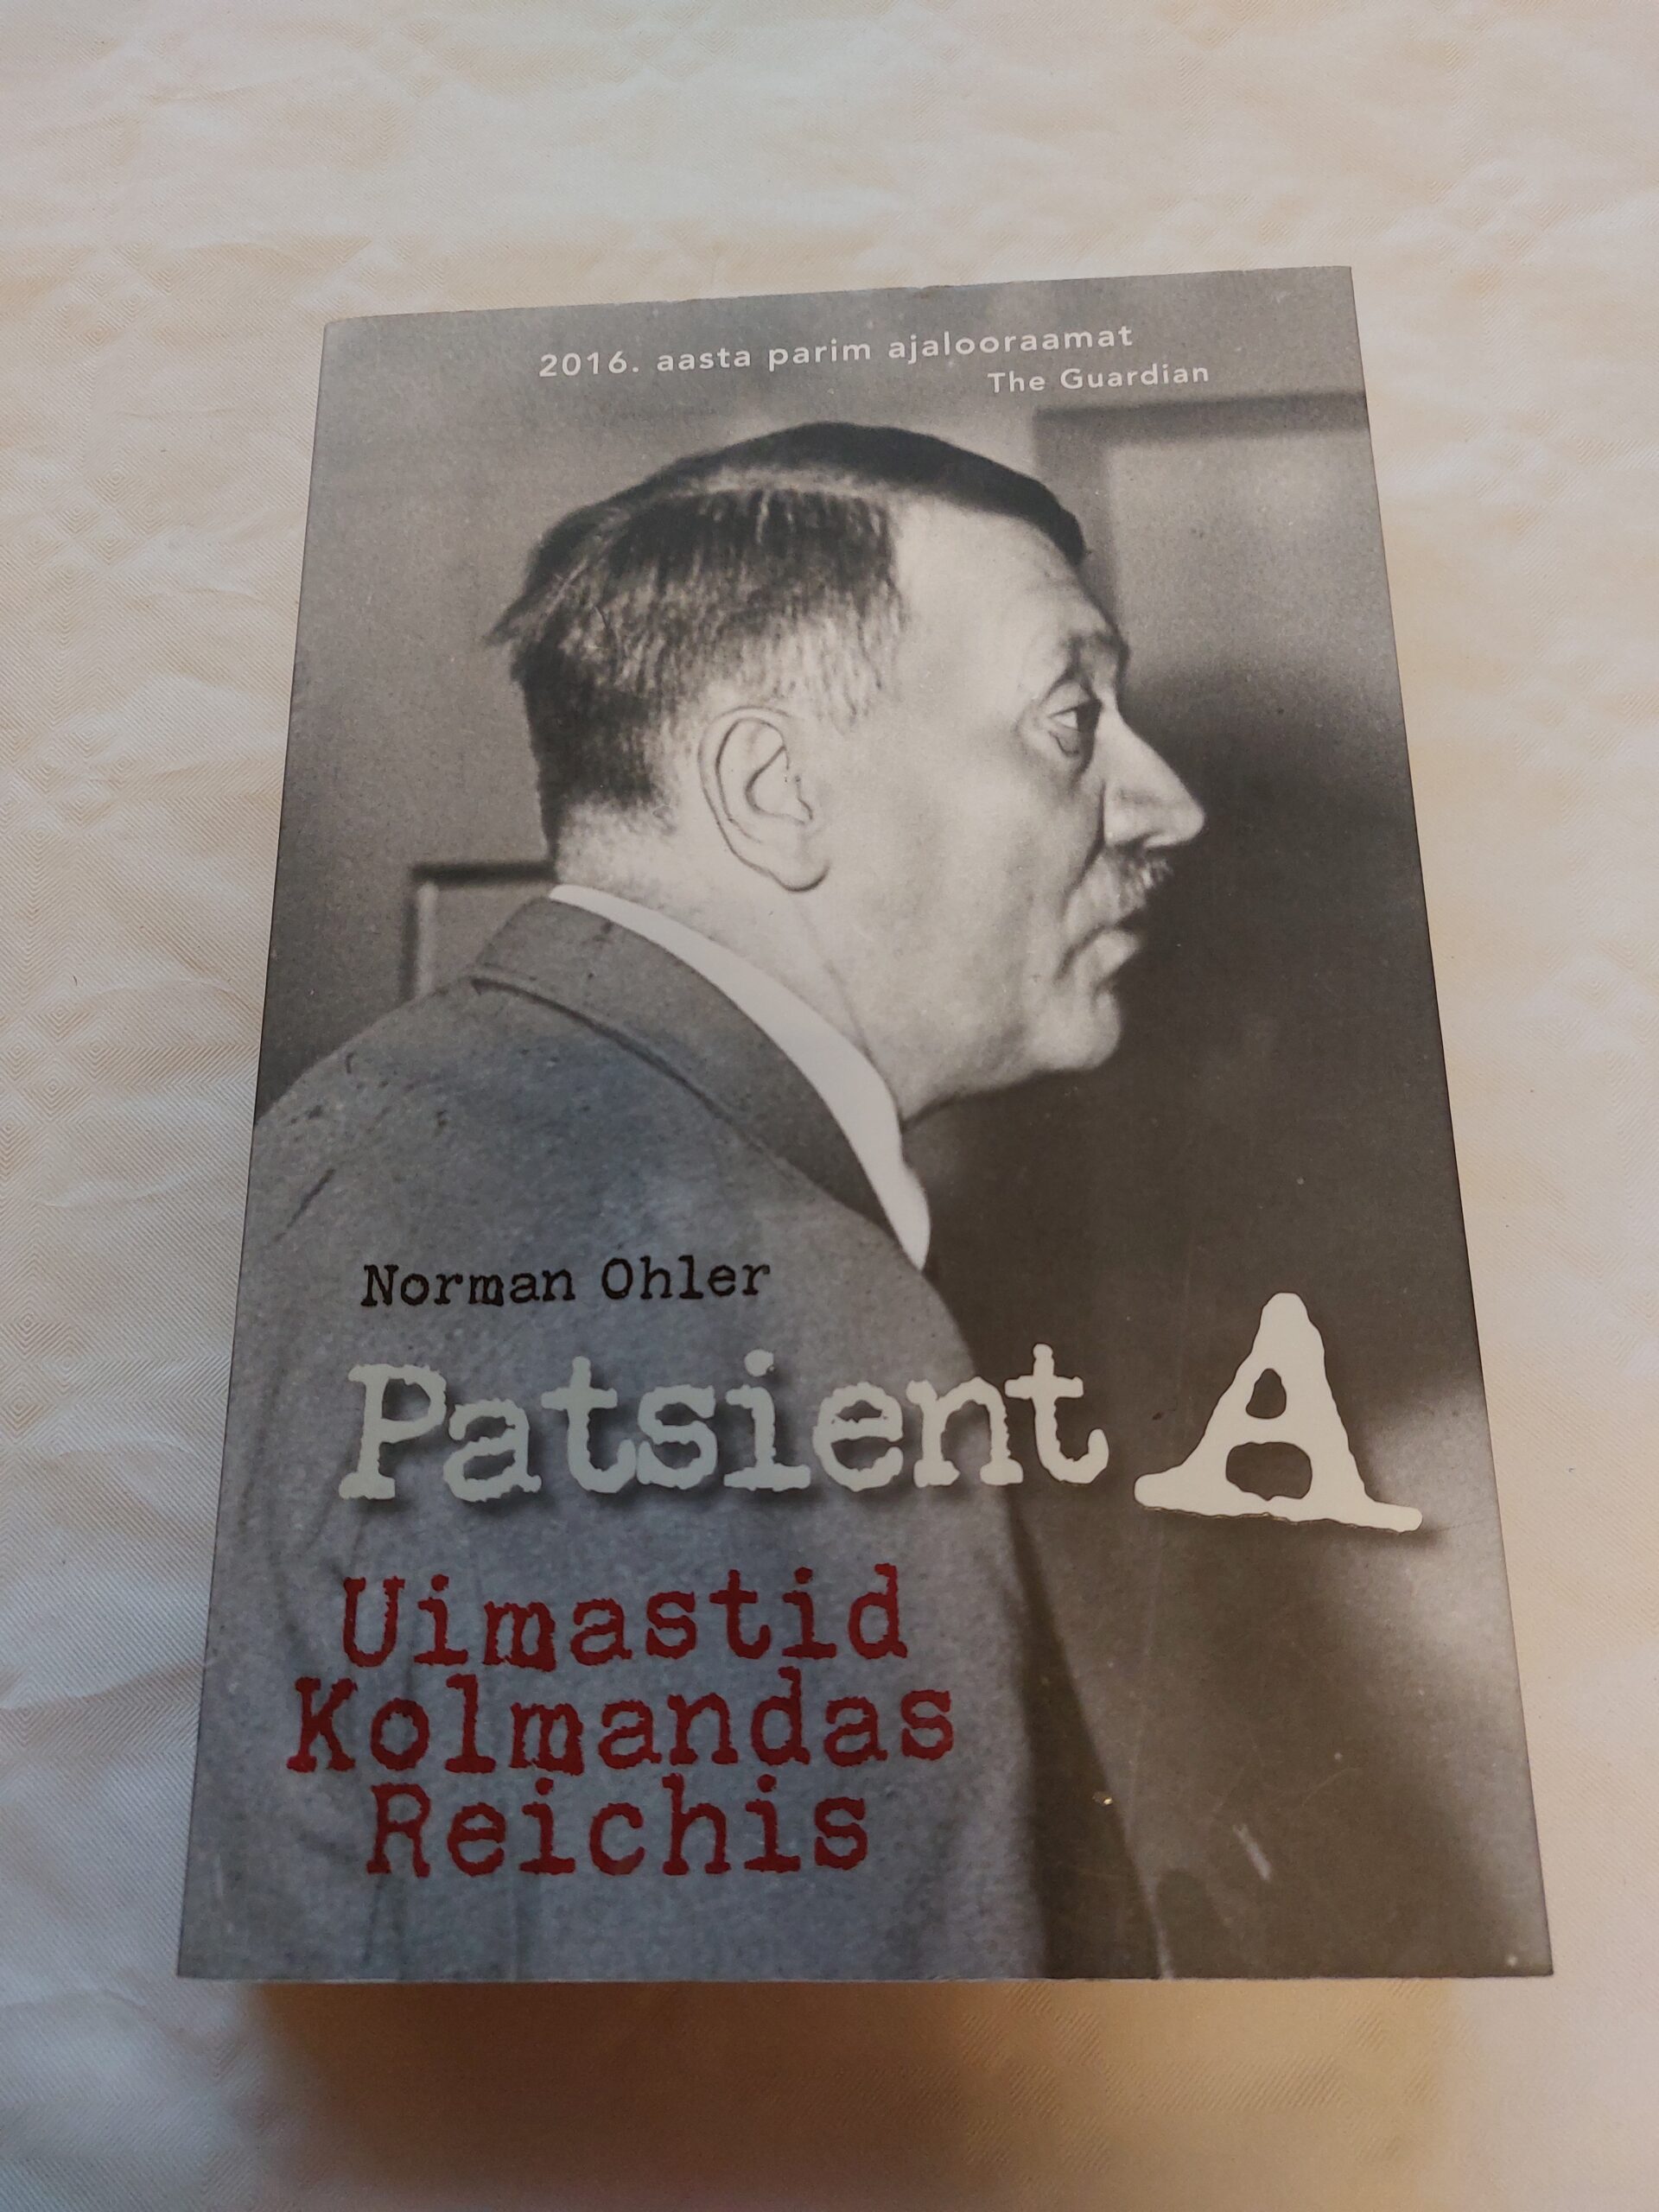 2016. aasta parim ajalooraamat
The Guardian
Norman Ohler
Patsient A
Uimastid
Kolmandas
Reichis